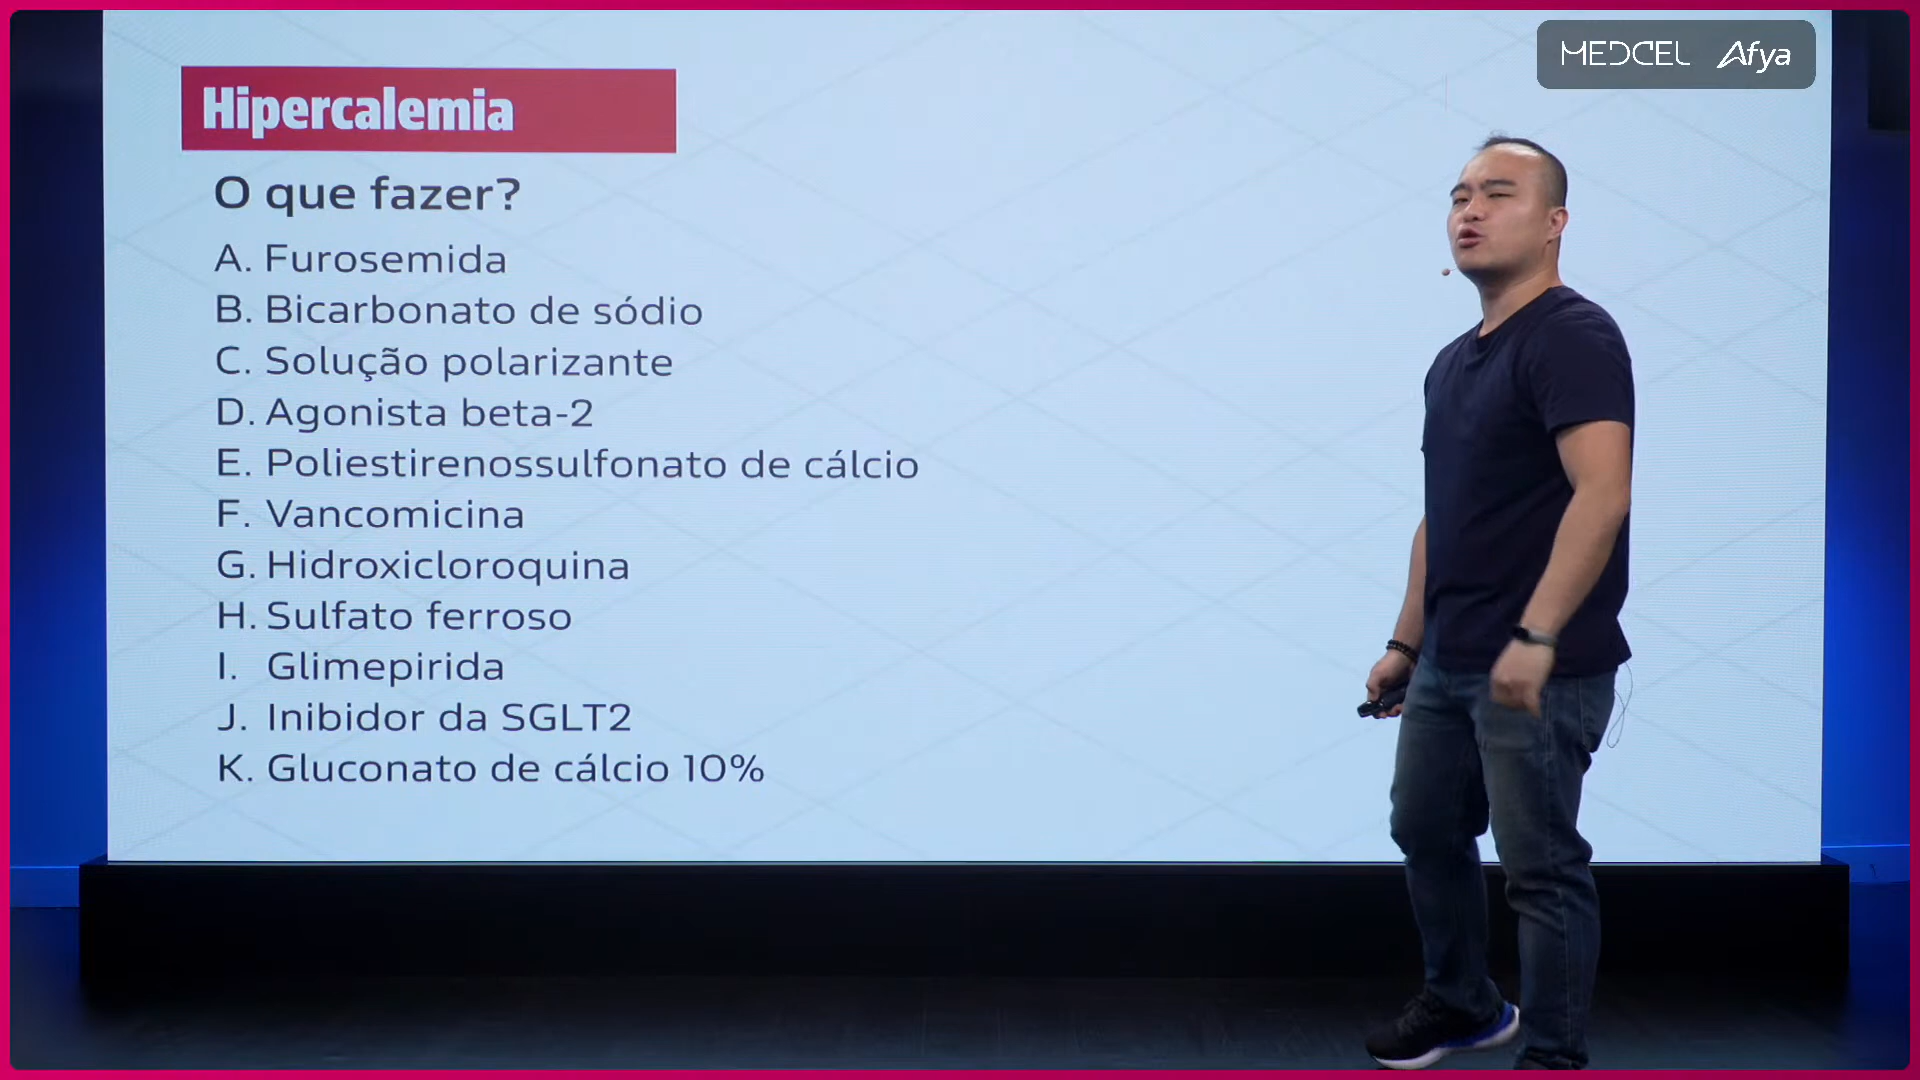 MEDCEL Afya
Hipercalemia
O que fazer?
A. Furosemida
B. Bicarbonato de sódio
C. Solução polarizante
D. Agonista beta-2
E. Poliestirenossulfonato de cálcio
F. Vancomicina
G. Hidroxicloroquina
H. Sulfato ferroso
I. Glimepirida
J. Inibidor da SGLT2
K. Gluconato de cálcio 10%